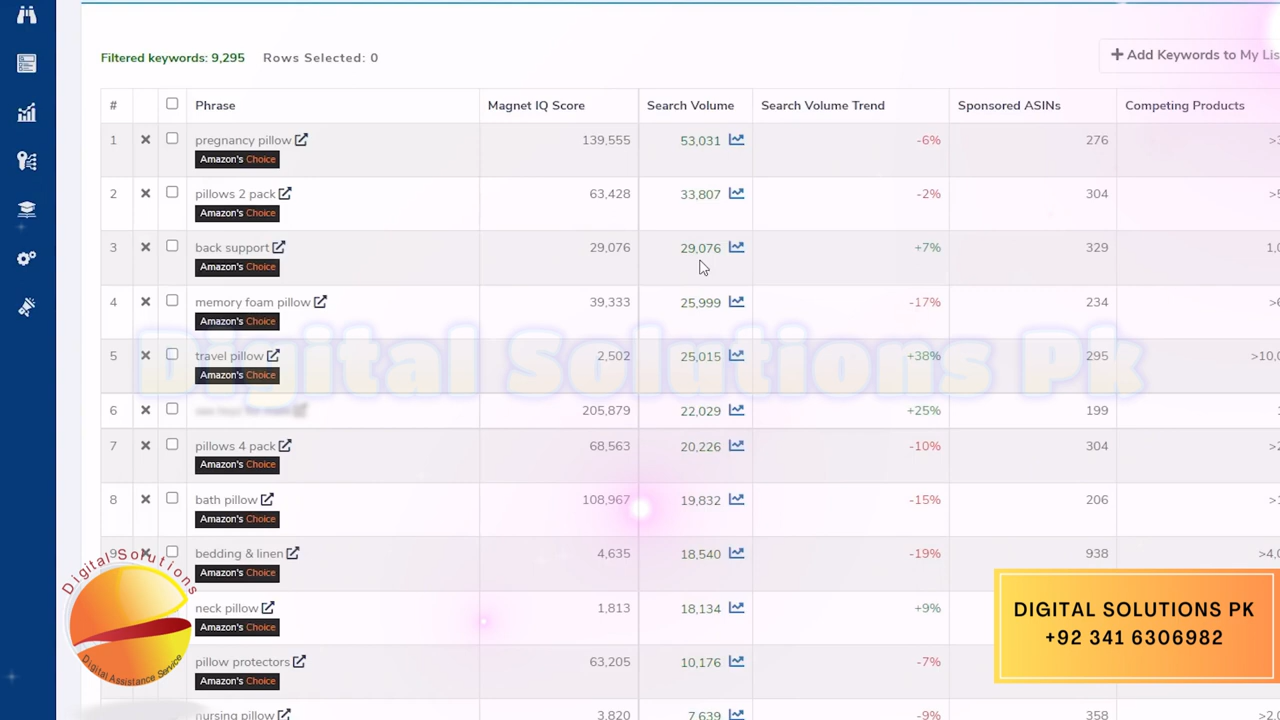 Filtered keywords: 9,295 Rows Selected: 0
Add Keywords to My Lis
# Phrase Magnet IQ Score Search Volume Search Volume Trend Sponsored ASINs Competing Products
1 pregnancy pillow 139,555 53,031 -6% 276
Amazon's Choice
2 pillows 2 pack 63,428 33,807 -2% 304
Amazon's Choice
3 back support 29,076 29,076 +7% 329 1,0
Amazon's Choice
4 memory foam pillow 39,333 25,999 -17% 234
Amazon's Choice
5 travel pillow 2,502 25,015 +38% 295 >10,0
Amazon's Choice
Digital Solutions Pk
6 205,879 22,029 +25% 199
7 pillows 4 pack 68,563 20,226 -10% 304
Amazon's Choice
8 bath pillow 108,967 19,832 -15% 206
Amazon's Choice
9 bedding & linen 4,635 18,540 -19% 938 >4,0
Amazon's Choice
neck pillow 1,813 18,134 +9%
Amazon's Choice
pillow protectors 63,205 10,176 -7%
Amazon's Choice
nursing pillow 3,820 7,639 -9% 358 >2,0
Digital Solutions
Digital Assistance Service
DIGITAL SOLUTIONS PK
+92 341 6306982